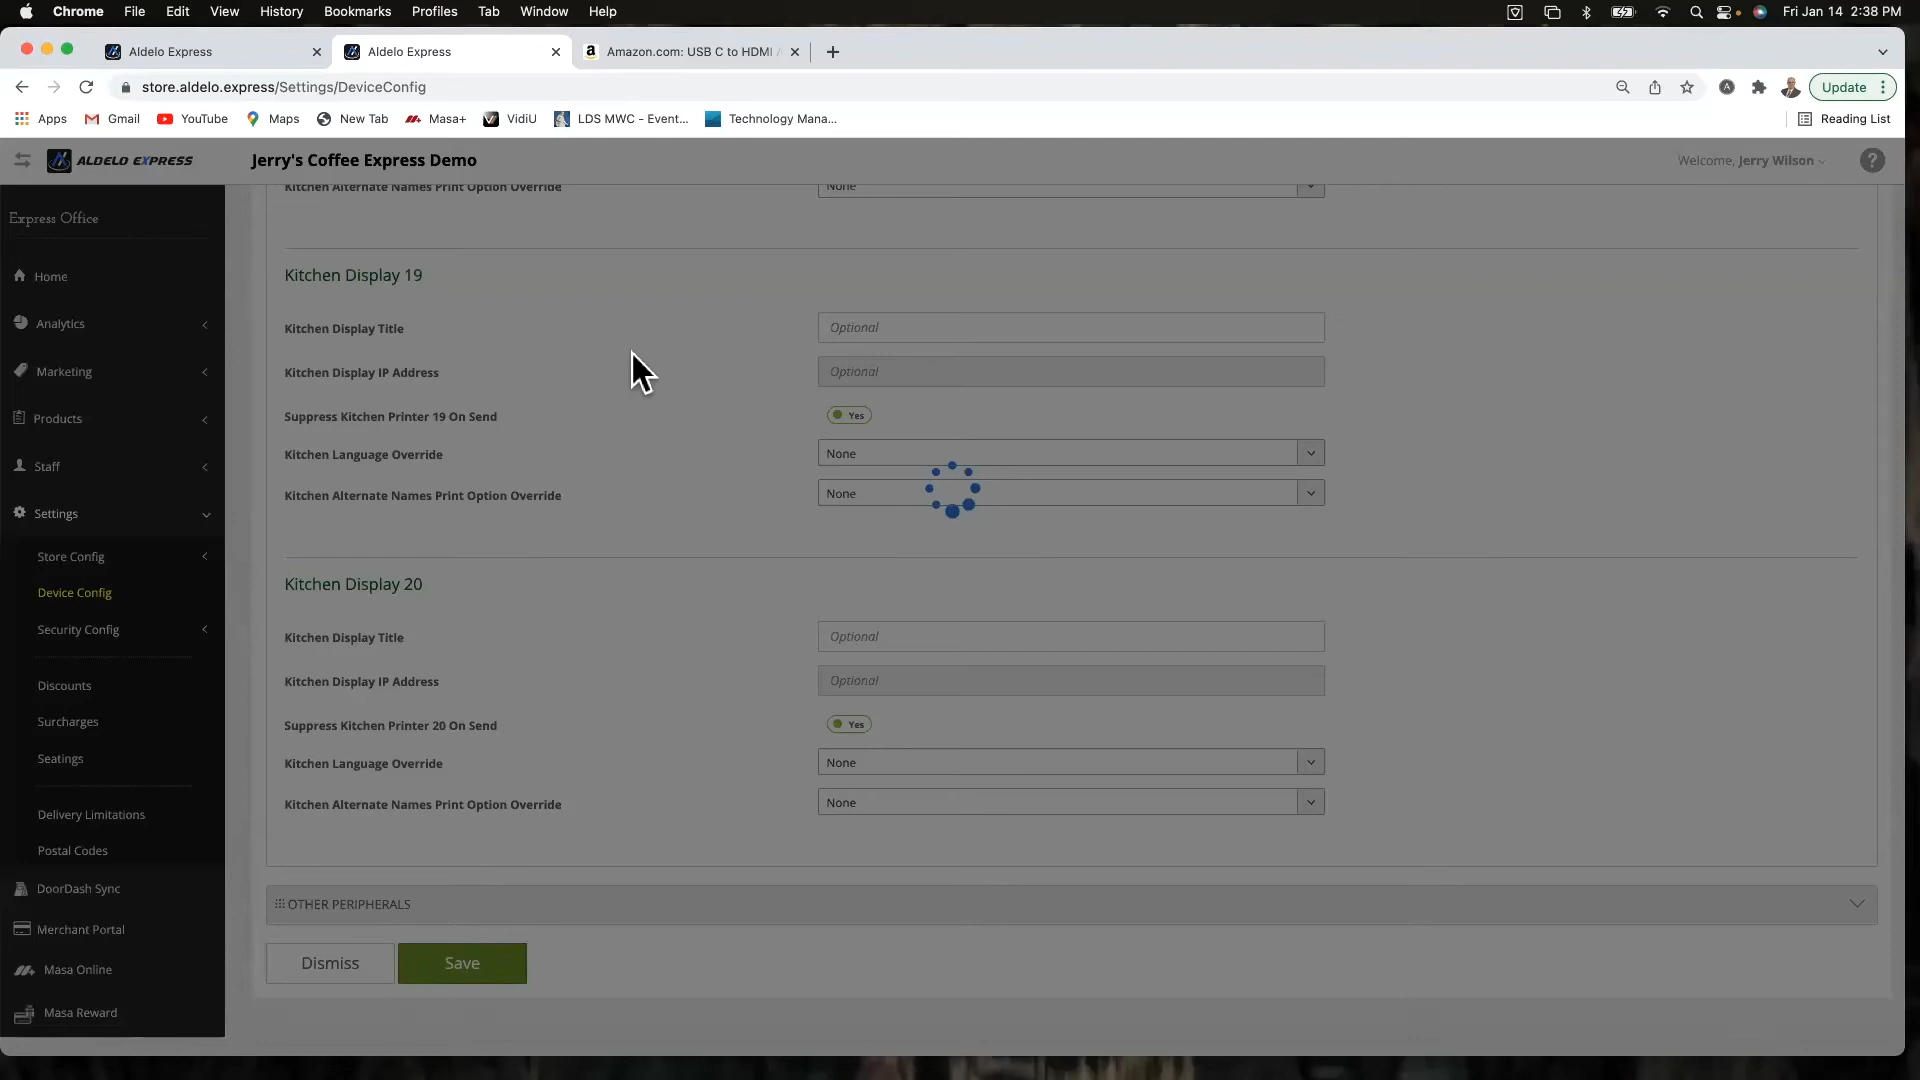 Chrome File Edit View History Bookmarks Profiles Tab Window Help Fri Jan 14 2:38 PM
Aldelo Express Aldelo Express Amazon.com: USB C to HDMI
store.aldelo.express/Settings/DeviceConfig Update
Apps Gmail YouTube Maps New Tab Masa+ VidiU LDS MWC - Event... Technology Mana... Reading List
ALDELO EXPRESS Jerry's Coffee Express Demo Welcome, Jerry Wilson
Express Office
Home
Analytics
Marketing
Products
Staff
Settings
Store Config
Device Config
Security Config
Discounts
Surcharges
Seatings
Delivery Limitations
Postal Codes
DoorDash Sync
Merchant Portal
Masa Online
Masa Reward
Kitchen Alternate Names Print Option Override None
Kitchen Display 19
Kitchen Display Title Optional
Kitchen Display IP Address Optional
Suppress Kitchen Printer 19 On Send Yes
Kitchen Language Override None
Kitchen Alternate Names Print Option Override None
Kitchen Display 20
Kitchen Display Title Optional
Kitchen Display IP Address Optional
Suppress Kitchen Printer 20 On Send Yes
Kitchen Language Override None
Kitchen Alternate Names Print Option Override None
OTHER PERIPHERALS
Dismiss Save